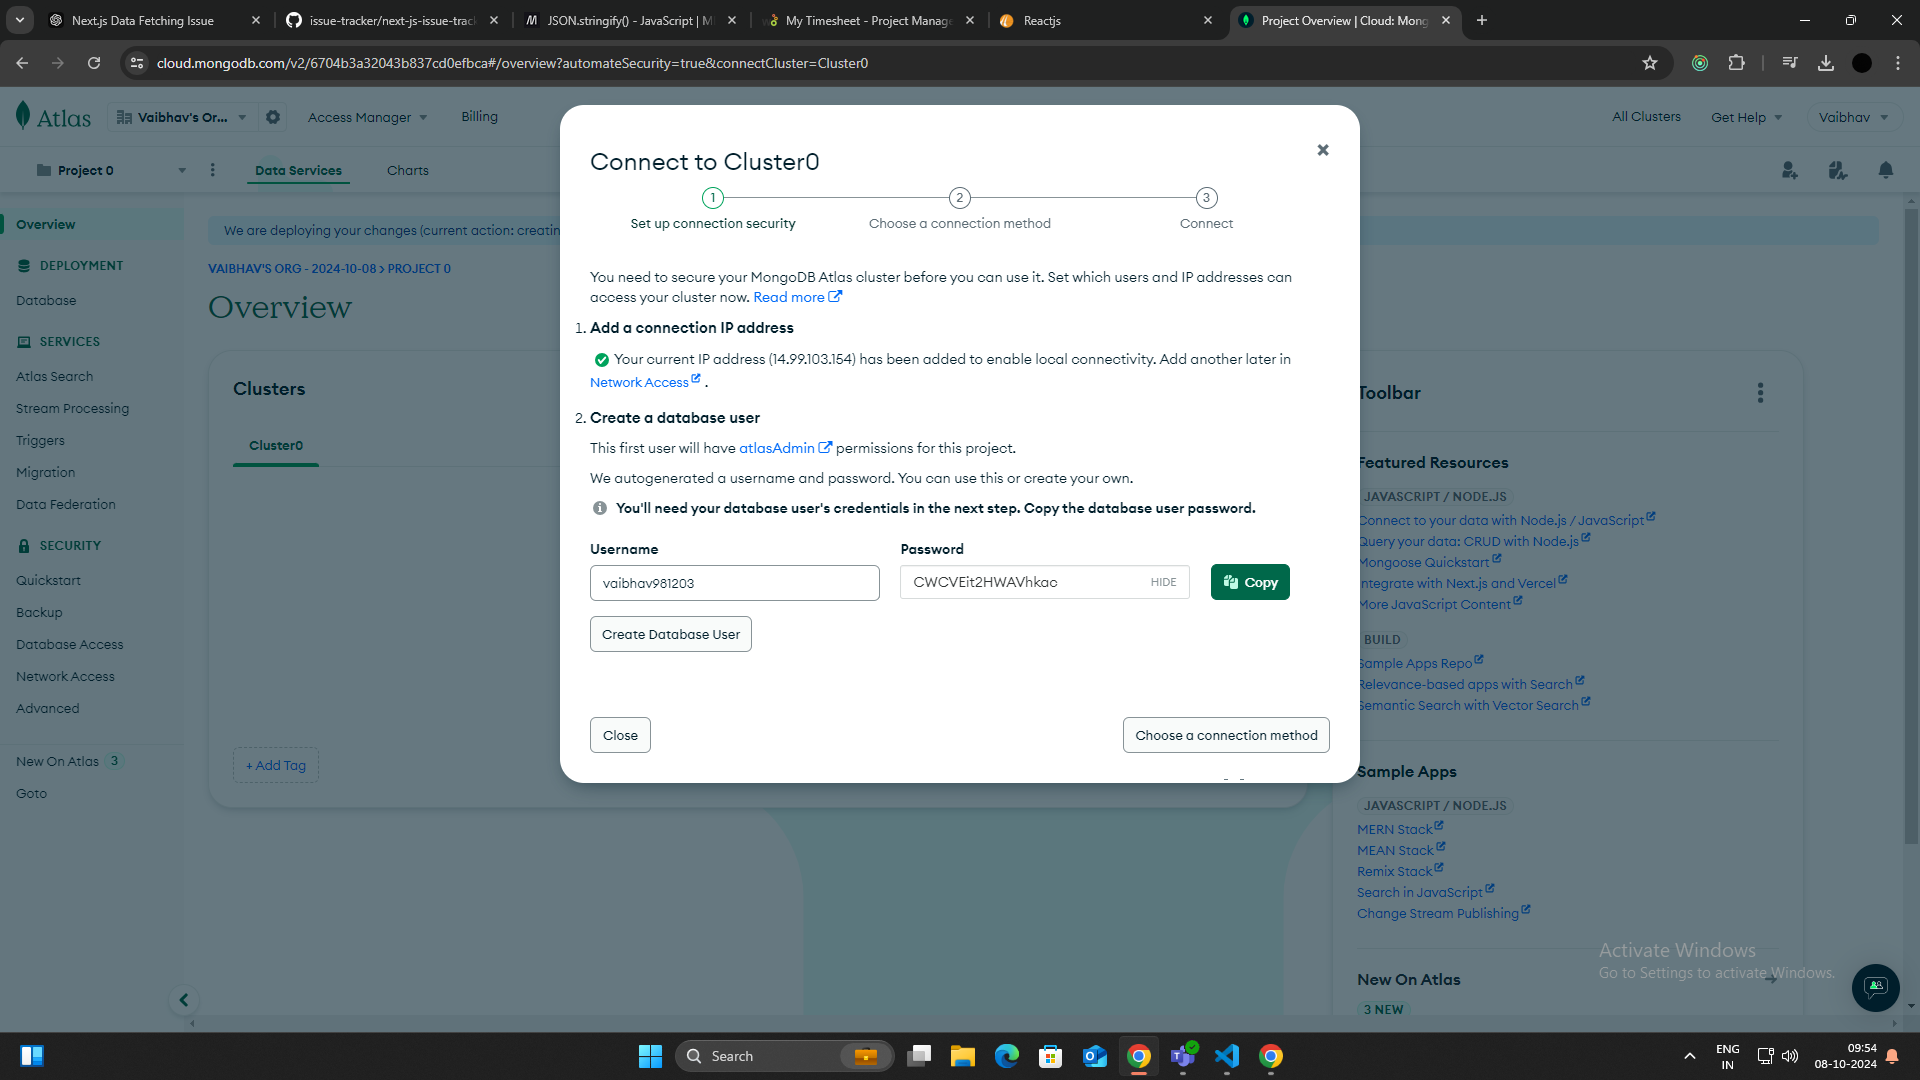 Next.js Data Fetching Issue
issue-tracker/next-js-issue-trac
JSON.stringify() - JavaScript | M
My Timesheet - Project Manage
Reactjs
Project Overview | Cloud: Mong
cloud.mongodb.com/v2/6704b3a32043b837cd0efbca#/overview?automateSecurity=true&connectCluster=Cluster0
Atlas
Vaibhav's Or...
Access Manager
Billing
All Clusters
Get Help
Vaibhav
Project 0
Data Services
Charts
Overview
DEPLOYMENT
Database
SERVICES
Atlas Search
Stream Processing
Triggers
Migration
Data Federation
SECURITY
Quickstart
Backup
Database Access
Network Access
Advanced
New On Atlas 3
Goto
We are deploying your changes (current action: creatin
VAIBHAV'S ORG - 2024-10-08 > PROJECT 0
Overview
Clusters
Cluster0
+ Add Tag
Connect to Cluster0
1
2
3
Set up connection security
Choose a connection method
Connect
You need to secure your MongoDB Atlas cluster before you can use it. Set which users and IP addresses can
access your cluster now. Read more
1. Add a connection IP address
Your current IP address (14.99.103.154) has been added to enable local connectivity. Add another later in
Network Access .
2. Create a database user
This first user will have atlasAdmin permissions for this project.
We autogenerated a username and password. You can use this or create your own.
You'll need your database user's credentials in the next step. Copy the database user password.
Username
Password
vaibhav981203
CWCVEit2HWAVhkac
HIDE
Copy
Create Database User
Close
Choose a connection method
Toolbar
Featured Resources
JAVASCRIPT / NODE.JS
Connect to your data with Node.js / JavaScript
Query your data: CRUD with Node.js
Mongoose Quickstart
Integrate with Next.js and Vercel
More JavaScript Content
BUILD
Sample Apps Repo
Relevance-based apps with Search
Semantic Search with Vector Search
Sample Apps
JAVASCRIPT / NODE.JS
MERN Stack
MEAN Stack
Remix Stack
Search in JavaScript
Change Stream Publishing
New On Atlas
3 NEW
Activate Windows
Go to Settings to activate Windows.
Search
ENG
IN
09:54
08-10-2024